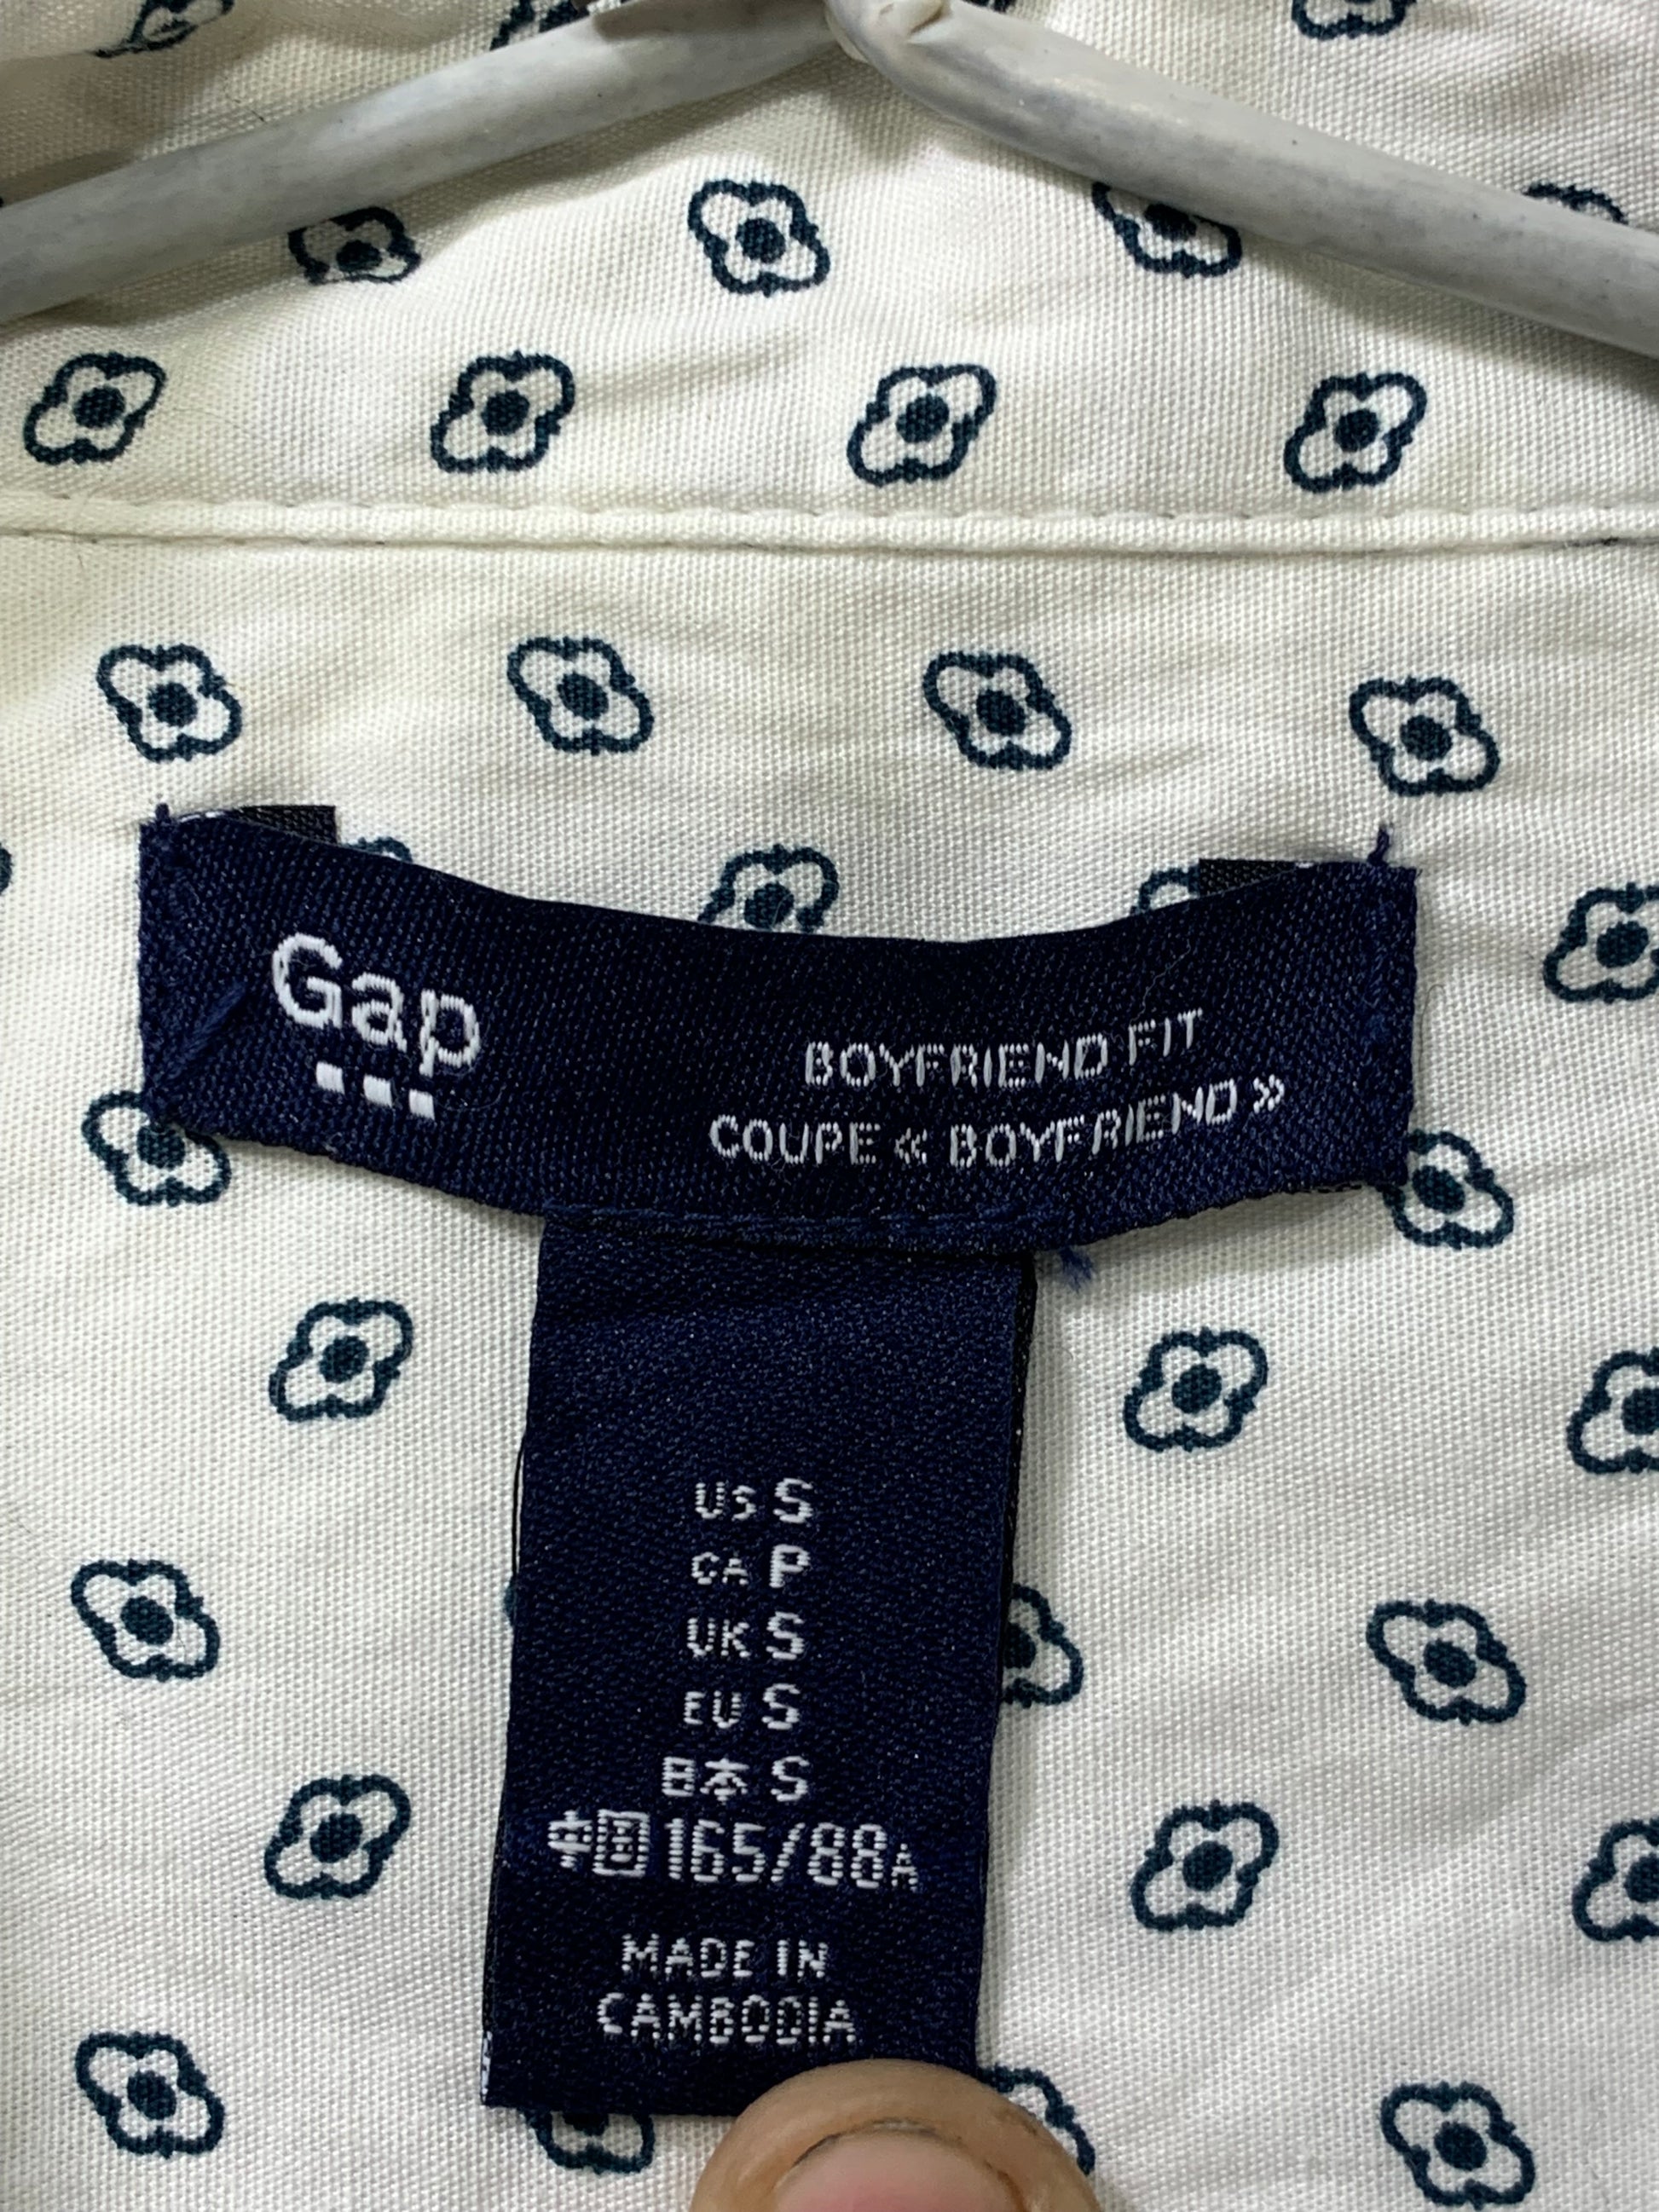 Gap
BOYFRIEND FIT
COUPE « BOYFRIEND »
US S
CA P
UK S
EU S
日本 S
中国 165/88A
MADE IN
CAMBODIA